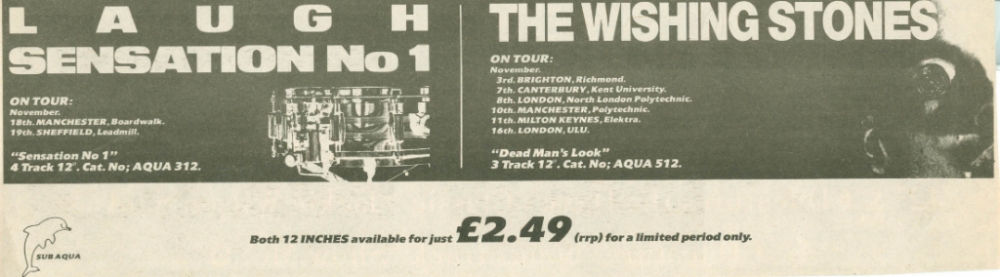 LAUGH
SENSATION No 1
ON TOUR:
November.
18th. MANCHESTER, Boardwalk.
19th. SHEFFIELD, Leadmill.
"Sensation No 1"
4 Track 12". Cat. No; AQUA 312.
THE WISHING STONES
ON TOUR:
November.
3rd. BRIGHTON, Richmond.
7th. CANTERBURY, Kent University.
8th. LONDON, North London Polytechnic.
10th. MANCHESTER, Polytechnic.
11th. MILTON KEYNES, Elektra.
16th. LONDON, ULU.
"Dead Man's Look"
3 Track 12". Cat. No; AQUA 512.
Both 12 INCHES available for just £2.49 (rrp) for a limited period only.
SUB AQUA